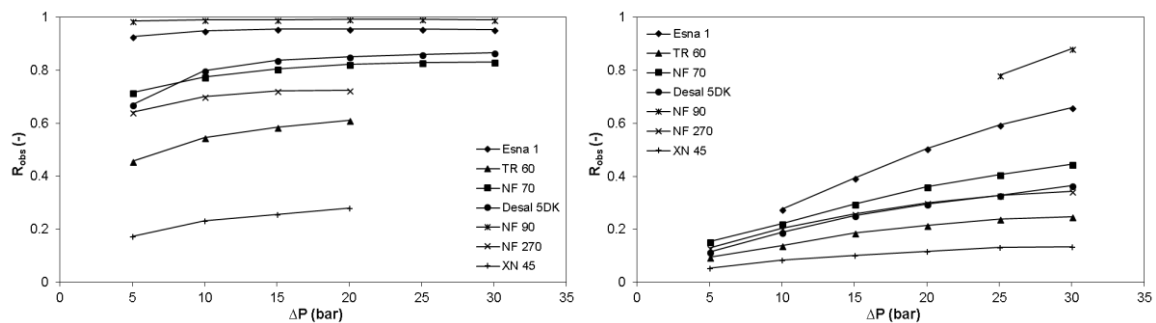 1
0.8
0.6
0.4
0.2
0
R_obs (-)
0 5 10 15 20 25 30 35
ΔP (bar)
Esna 1
TR 60
NF 70
Desal 5DK
NF 90
NF 270
XN 45
1
0.8
0.6
0.4
0.2
0
R_obs (-)
0 5 10 15 20 25 30 35
ΔP (bar)
Esna 1
TR 60
NF 70
Desal 5DK
NF 90
NF 270
XN 45